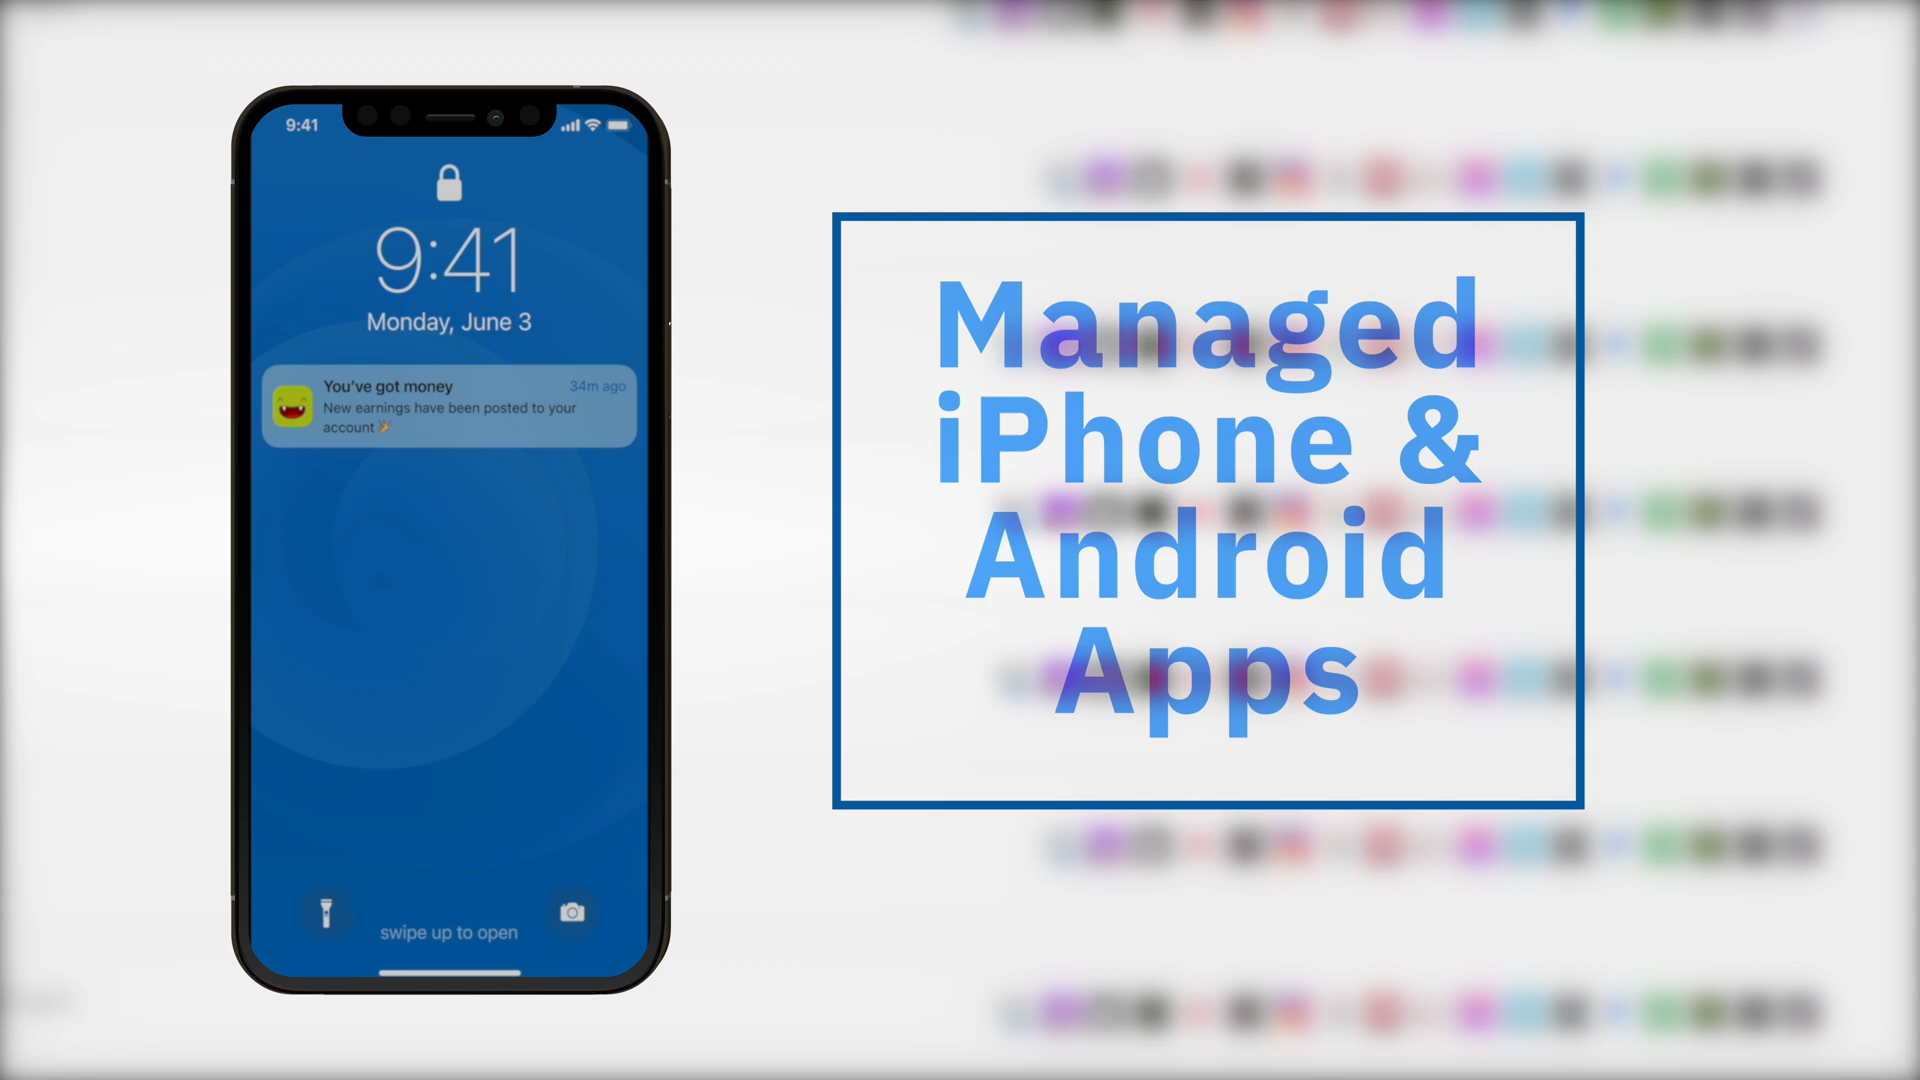 9:41
9:41
Monday, June 3
You've got money
34m ago
New earnings have been posted to your
account
swipe up to open
Managed
iPhone &
Android
Apps